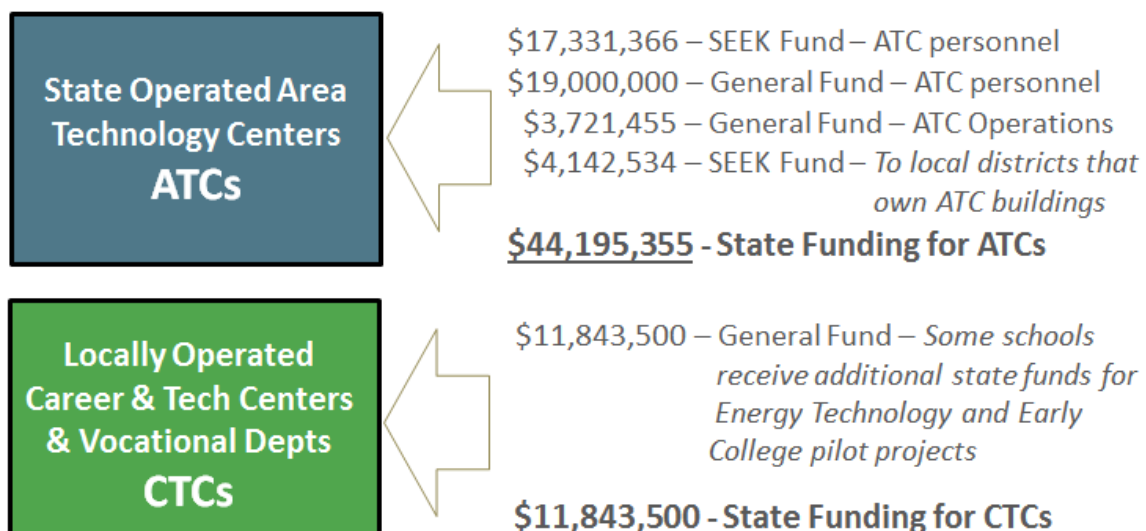 State Operated Area
Technology Centers
ATCs
$17,331,366 – SEEK Fund – ATC personnel
$19,000,000 – General Fund – ATC personnel
$3,721,455 – General Fund – ATC Operations
$4,142,534 – SEEK Fund – To local districts that
own ATC buildings
$44,195,355 - State Funding for ATCs
Locally Operated
Career & Tech Centers
& Vocational Depts
CTCs
$11,843,500 – General Fund – Some schools
receive additional state funds for
Energy Technology and Early
College pilot projects
$11,843,500 - State Funding for CTCs